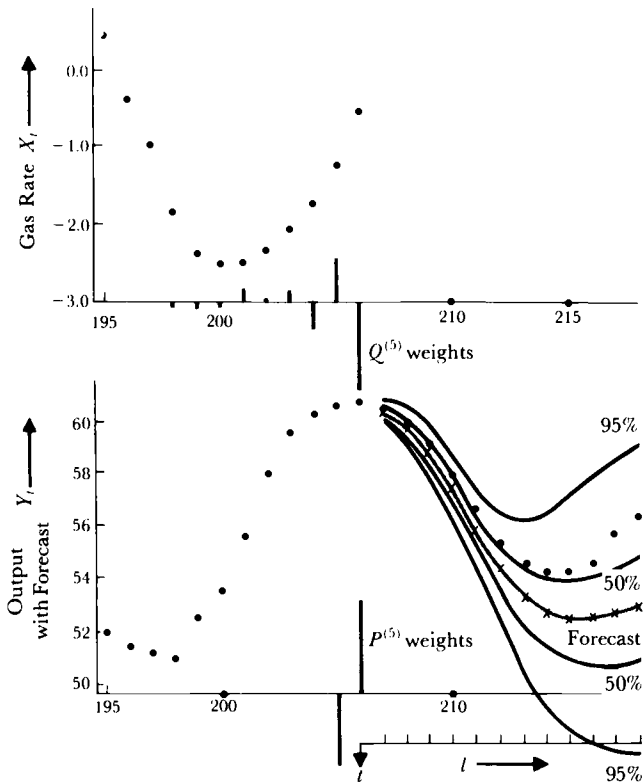 Gas Rate X_t
0.0
−1.0
−2.0
−3.0
195
200
210
215
Q^(5) weights
Output
with Forecast
Y_t
60
58
56
54
52
50
95%
50%
Forecast
50%
95%
P^(5) weights
195
200
210
t
l